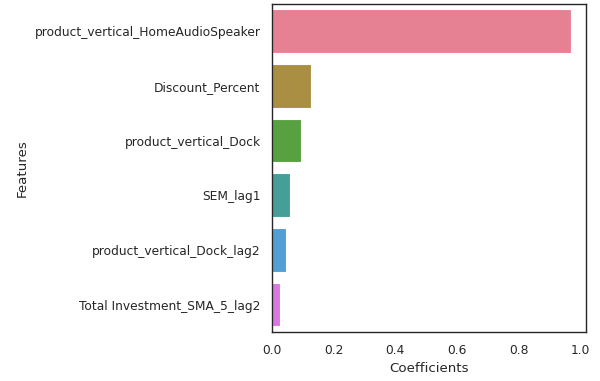 product_vertical_HomeAudioSpeaker
Discount_Percent
product_vertical_Dock
SEM_lag1
product_vertical_Dock_lag2
Total Investment_SMA_5_lag2
Features
0.0 0.2 0.4 0.6 0.8 1.0
Coefficients